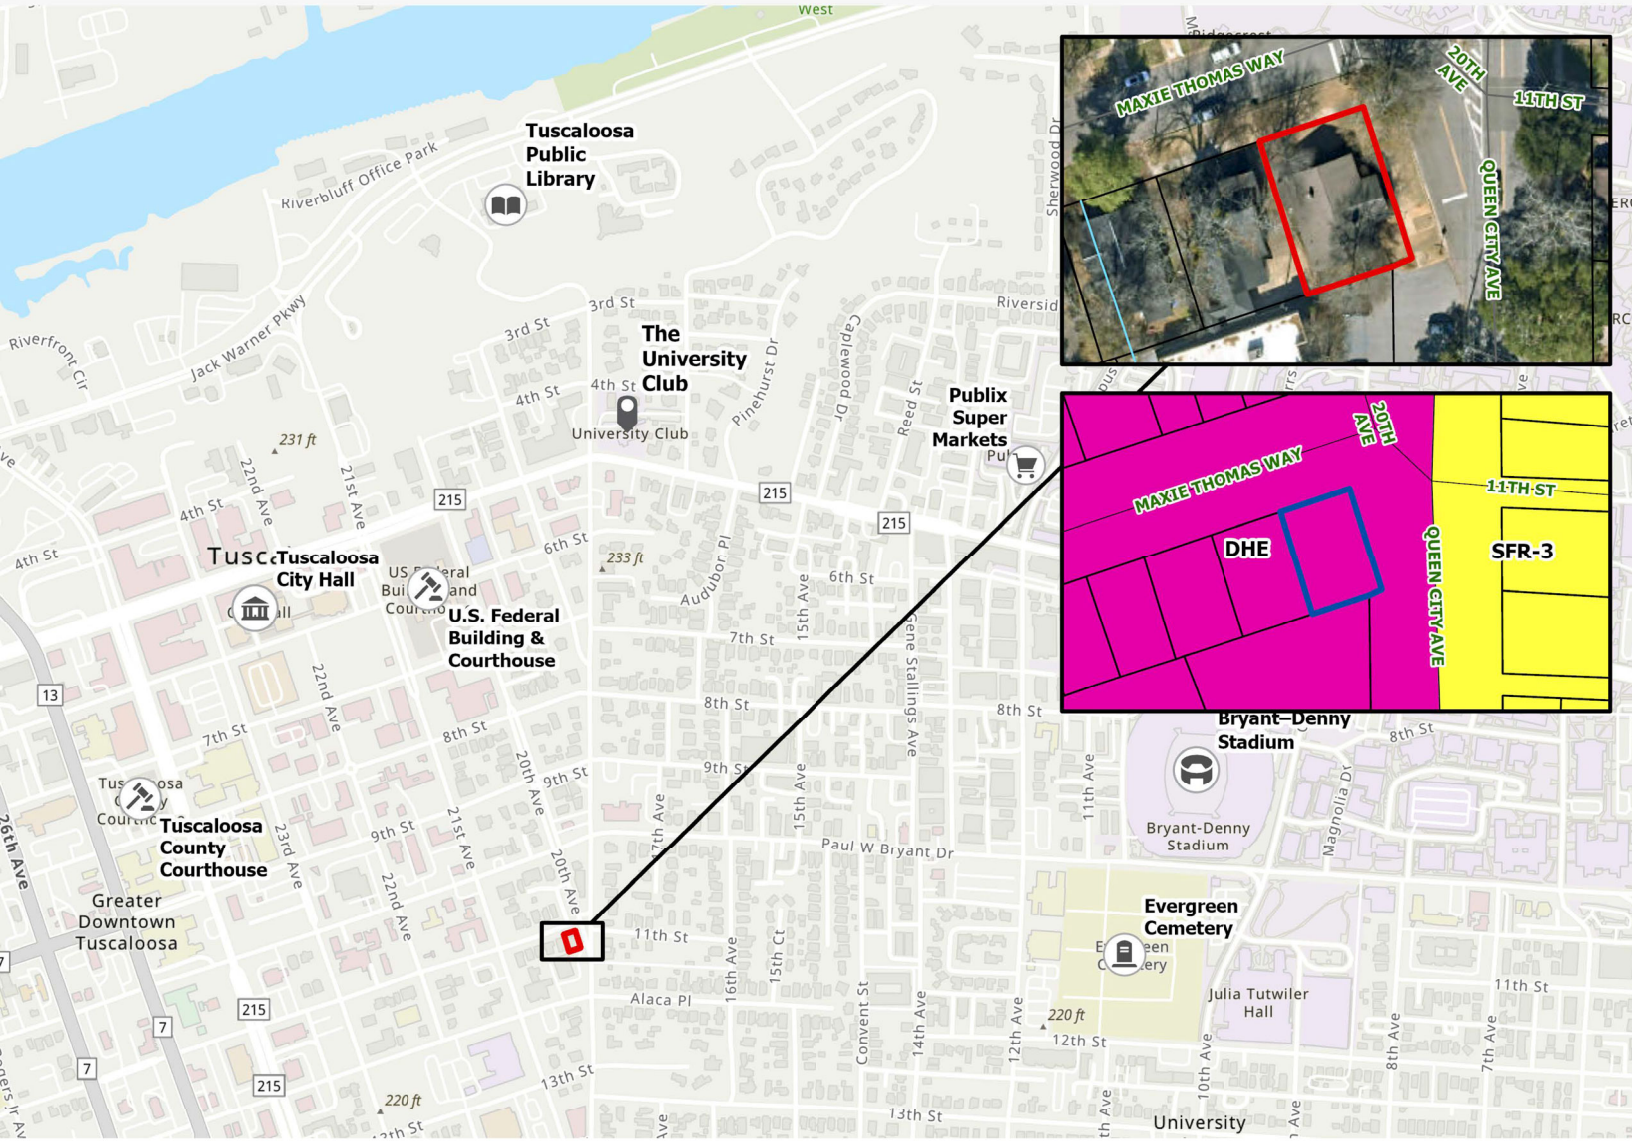 West
Ridgecrest
Tuscaloosa
Public
Library
Riverbluff Office Park
Sherwood Dr
MAXIE THOMAS WAY
20TH
AVE
11TH ST
QUEEN CITY AVE
3rd St
3rd St
Riverfront Cir
Jack Warner Pkwy
The
University
Club
4th St
4th St
University Club
Pinehurst Dr
Caplewood Dr
Reed St
Publix
Super
Markets
231 ft
22nd Ave
21st Ave
215
215
215
4th St
4th St
6th St
233 ft
Audubor Pl
15th Ave
6th St
Tuscaloosa
City Hall
U.S. Federal
Building &
Courthouse
MAXIE THOMAS WAY
20TH
AVE
11TH ST
DHE
SFR-3
QUEEN CITY AVE
7th St
Gene Stallings Ave
13
22nd Ave
7th St
8th St
8th St
8th St
8th St
Bryant–Denny
Stadium
Bryant-Denny
Stadium
Magnolia Dr
11th Ave
9th St
9th St
20th Ave
15th Ave
17th Ave
Paul W Bryant Dr
Tuscaloosa
County
Courthouse
26th Ave
23rd Ave
9th St
21st Ave
22nd Ave
20th Ave
Greater
Downtown
Tuscaloosa
11th St
16th Ave
15th Ct
Alaca Pl
Convent St
14th Ave
12th Ave
220 ft
12th St
Evergreen
Cemetery
Julia Tutwiler
Hall
11th St
10th Ave
8th Ave
7th Ave
215
7
7
215
220 ft
13th St
13th St
University